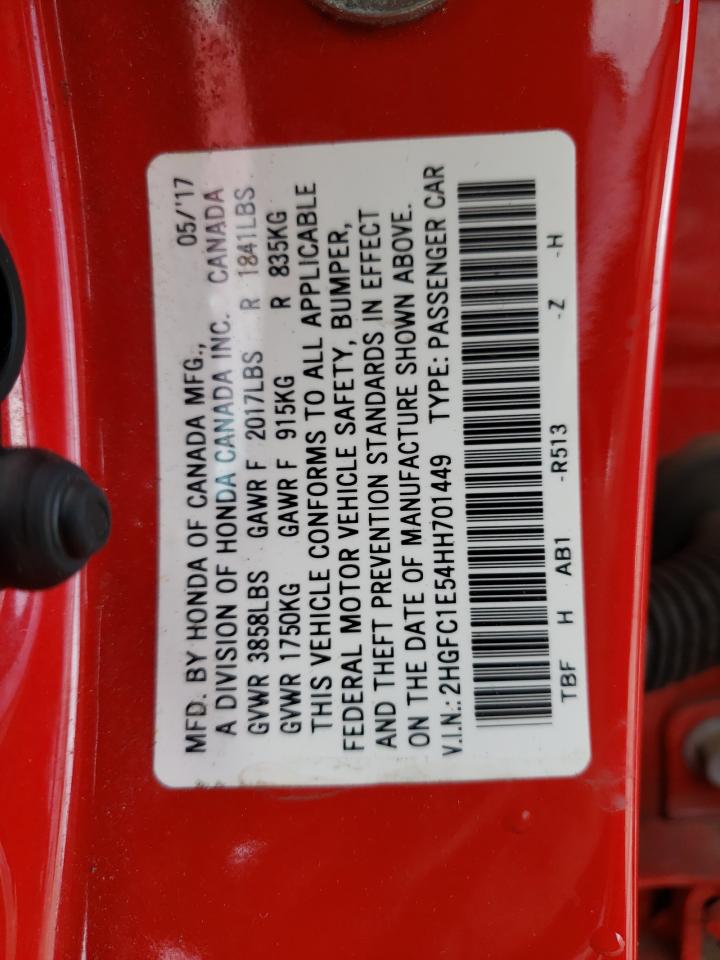 MFD. BY HONDA OF CANADA MFG., 05/'17
A DIVISION OF HONDA CANADA INC. CANADA
GVWR 3858LBS GAWR F 2017LBS R 1841LBS
GVWR 1750KG GAWR F 915KG R 835KG
THIS VEHICLE CONFORMS TO ALL APPLICABLE
FEDERAL MOTOR VEHICLE SAFETY, BUMPER,
AND THEFT PREVENTION STANDARDS IN EFFECT
ON THE DATE OF MANUFACTURE SHOWN ABOVE.
V.I.N.: 2HGFC1E54HH701449 TYPE: PASSENGER CAR
TBF H AB1 -R513 -Z -H